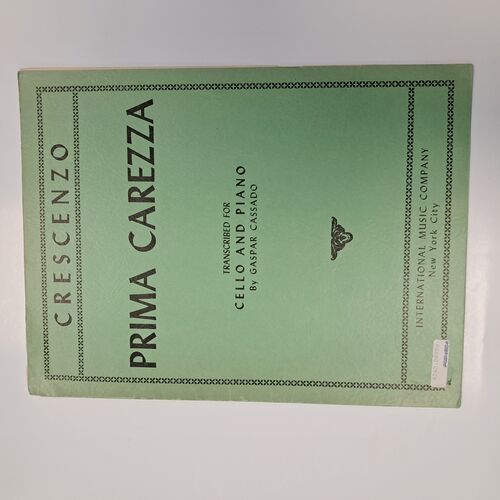 CRESCENZO
PRIMA CAREZZA
TRANSCRIBED FOR
CELLO AND PIANO
By GASPAR CASSADO
INTERNATIONAL MUSIC COMPANY
New York City